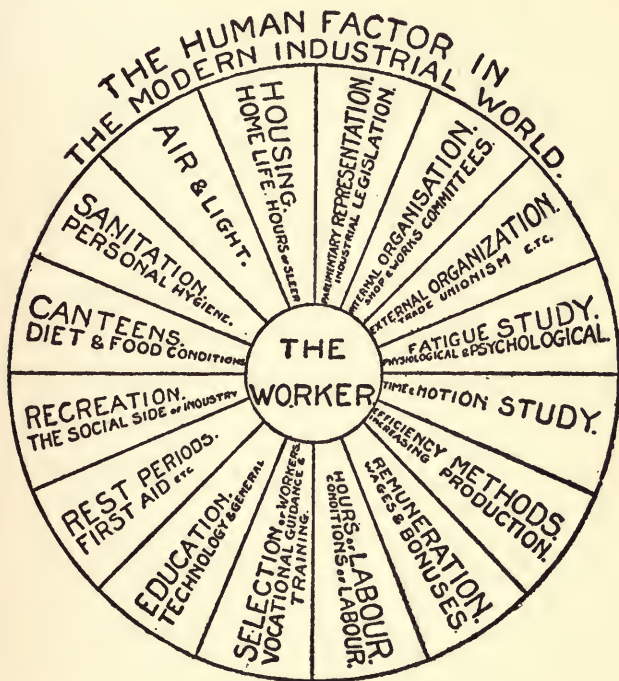 THE HUMAN FACTOR IN
THE MODERN INDUSTRIAL WORLD.
THE
WORKER
HOUSING.
HOME LIFE. HOURS OF SLEEP
PARLIMENTARY REPRESENTATION.
INDUSTRIAL LEGISLATION.
INTERNAL ORGANISATION.
SHOP & WORKS COMMITTEES.
EXTERNAL ORGANIZATION.
TRADE UNIONISM ETC.
FATIGUE STUDY.
PHYSIOLOGICAL & PSYCHOLOGICAL.
TIME & MOTION STUDY.
EFFICIENCY METHODS.
INCREASING PRODUCTION.
REMUNERATION.
WAGES & BONUSES.
HOURS OF LABOUR.
CONDITIONS OF LABOUR.
SELECTION OF WORKERS
VOCATIONAL GUIDANCE &
TRAINING.
EDUCATION.
TECHNOLOGY & GENERAL
REST PERIODS.
FIRST AID ETC
RECREATION.
THE SOCIAL SIDE OF INDUSTRY
CANTEENS.
DIET & FOOD CONDITIONS
SANITATION
PERSONAL HYGIENE.
AIR & LIGHT.